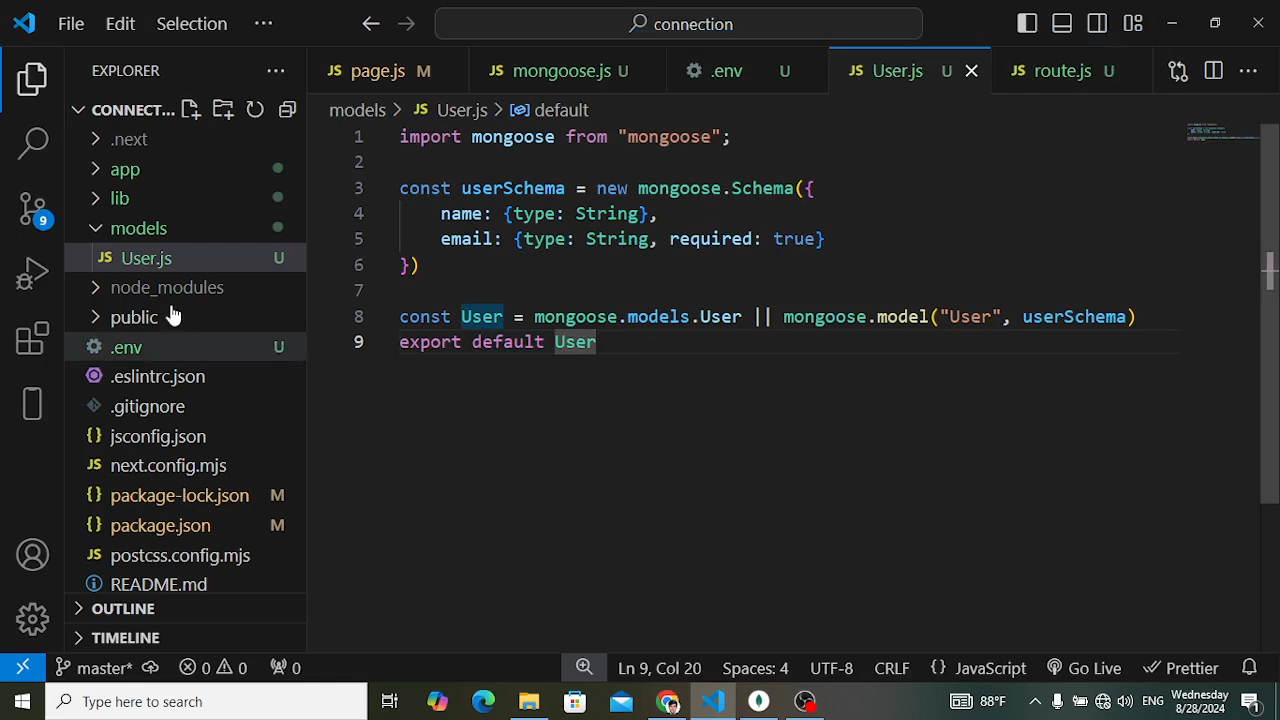 File Edit Selection ···
connection
EXPLORER ···
page.js M
mongoose.js U
.env U
User.js U
route.js U
···
models > User.js > default
CONNECT...
.next
app
lib
models
User.js U
node_modules
public
.env U
.eslintrc.json
.gitignore
jsconfig.json
next.config.mjs
package-lock.json M
package.json M
postcss.config.mjs
README.md
OUTLINE
TIMELINE
1 import mongoose from "mongoose";
2
3 const userSchema = new mongoose.Schema({
4 name: {type: String},
5 email: {type: String, required: true}
6 })
7
8 const User = mongoose.models.User || mongoose.model("User", userSchema)
9 export default User
9
master* 0 0 0 Ln 9, Col 20 Spaces: 4 UTF-8 CRLF {} JavaScript Go Live Prettier
Type here to search
88°F ENG Wednesday
8/28/2024 1